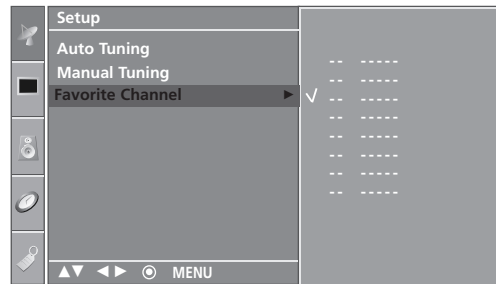 Setup
Auto Tuning
Manual Tuning
Favorite Channel ►
-- -----
-- -----
√ -- -----
-- -----
-- -----
-- -----
-- -----
-- -----
▲▼ ◄► ⦿ MENU